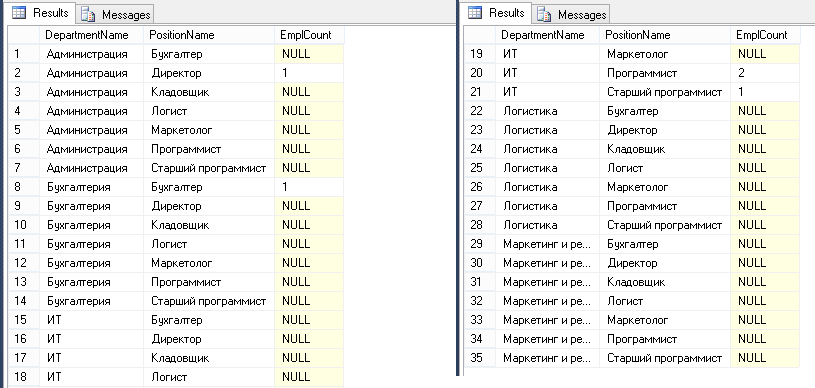 Results Messages
DepartmentName PositionName EmplCount
1 Администрация Бухгалтер NULL
2 Администрация Директор 1
3 Администрация Кладовщик NULL
4 Администрация Логист NULL
5 Администрация Маркетолог NULL
6 Администрация Программист NULL
7 Администрация Старший программист NULL
8 Бухгалтерия Бухгалтер 1
9 Бухгалтерия Директор NULL
10 Бухгалтерия Кладовщик NULL
11 Бухгалтерия Логист NULL
12 Бухгалтерия Маркетолог NULL
13 Бухгалтерия Программист NULL
14 Бухгалтерия Старший программист NULL
15 ИТ Бухгалтер NULL
16 ИТ Директор NULL
17 ИТ Кладовщик NULL
18 ИТ Логист NULL
Results Messages
DepartmentName PositionName EmplCount
19 ИТ Маркетолог NULL
20 ИТ Программист 2
21 ИТ Старший программист 1
22 Логистика Бухгалтер NULL
23 Логистика Директор NULL
24 Логистика Кладовщик NULL
25 Логистика Логист NULL
26 Логистика Маркетолог NULL
27 Логистика Программист NULL
28 Логистика Старший программист NULL
29 Маркетинг и ре... Бухгалтер NULL
30 Маркетинг и ре... Директор NULL
31 Маркетинг и ре... Кладовщик NULL
32 Маркетинг и ре... Логист NULL
33 Маркетинг и ре... Маркетолог NULL
34 Маркетинг и ре... Программист NULL
35 Маркетинг и ре... Старший программист NULL